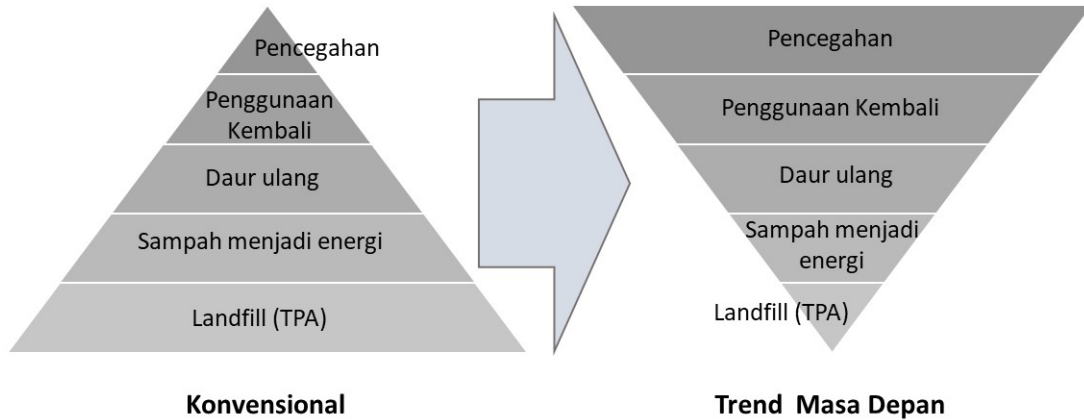 Pencegahan
Penggunaan
Kembali
Daur ulang
Sampah menjadi energi
Landfill (TPA)
Konvensional
Pencegahan
Penggunaan Kembali
Daur ulang
Sampah menjadi
energi
Landfill (TPA)
Trend Masa Depan